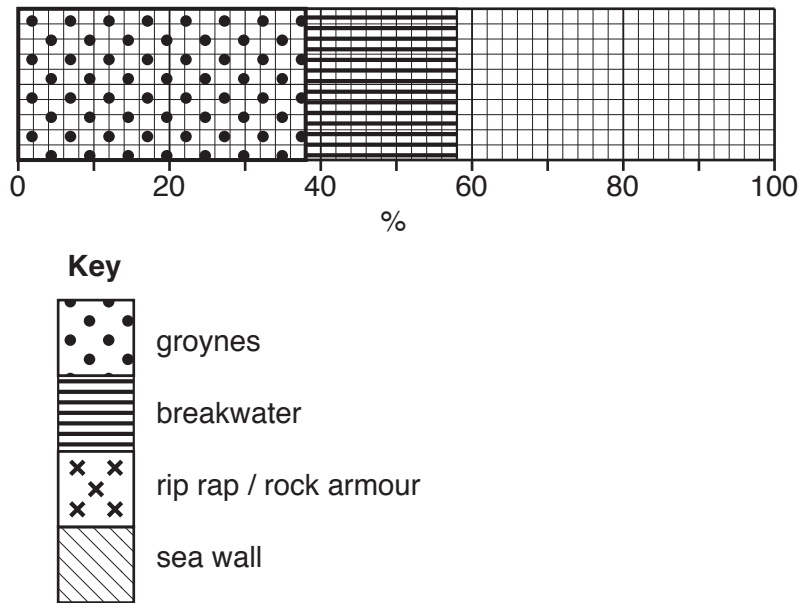 0 20 40 60 80 100
%
Key
groynes
breakwater
rip rap / rock armour
sea wall